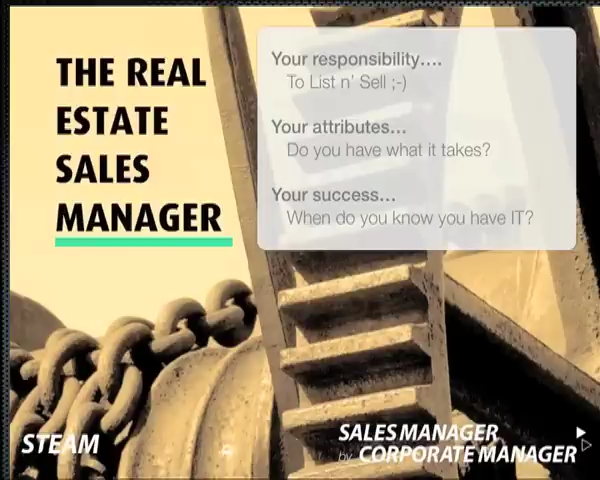 THE REAL
ESTATE
SALES
MANAGER
Your responsibility….
To List n' Sell ;-)
Your attributes…
Do you have what it takes?
Your success…
When do you know you have IT?
STEAM
SALES MANAGER
by CORPORATE MANAGER